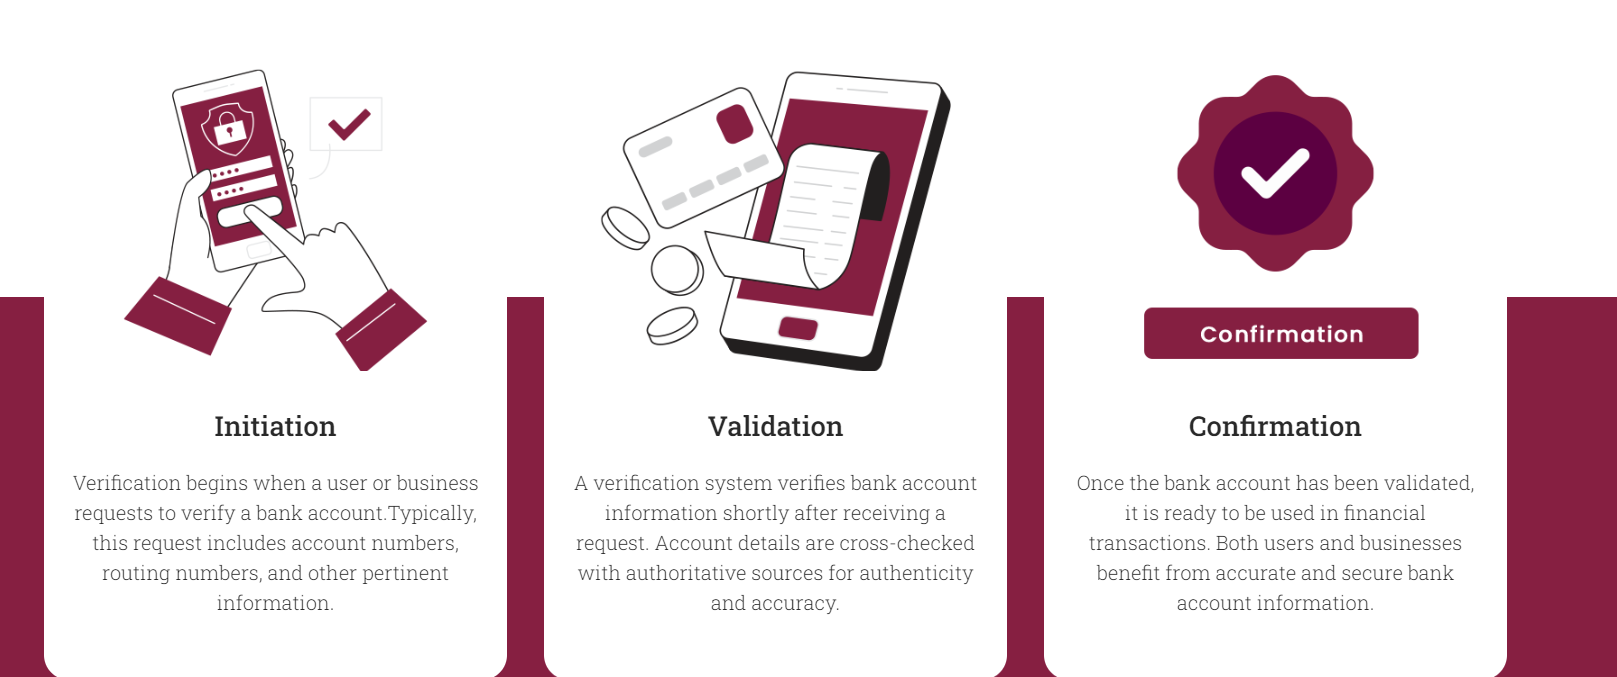 Confirmation
Initiation
Verification begins when a user or business
requests to verify a bank account.Typically,
this request includes account numbers,
routing numbers, and other pertinent
information.
Validation
A verification system verifies bank account
information shortly after receiving a
request. Account details are cross-checked
with authoritative sources for authenticity
and accuracy.
Confirmation
Once the bank account has been validated,
it is ready to be used in financial
transactions. Both users and businesses
benefit from accurate and secure bank
account information.